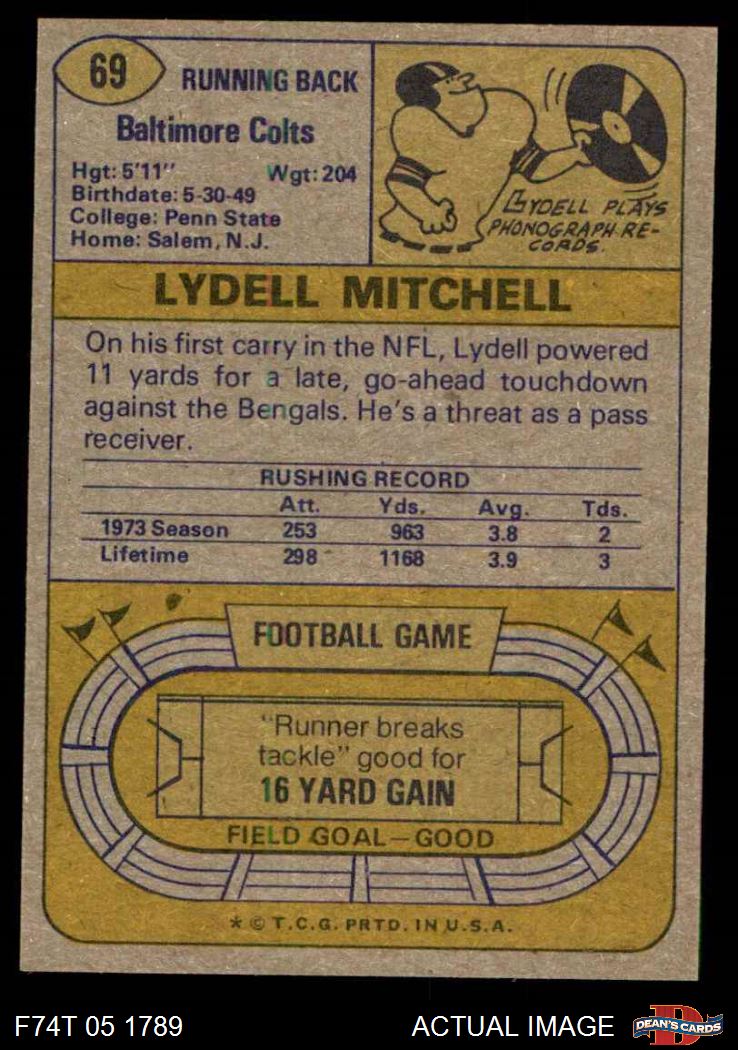 69
RUNNING BACK
Baltimore Colts
Hgt: 5'11" Wgt: 204
Birthdate: 5-30-49
College: Penn State
Home: Salem, N.J.
LYDELL PLAYS
PHONOGRAPH RE-
CORDS.
LYDELL MITCHELL
On his first carry in the NFL, Lydell powered
11 yards for a late, go-ahead touchdown
against the Bengals. He's a threat as a pass
receiver.
RUSHING RECORD
Att. Yds. Avg. Tds.
1973 Season 253 963 3.8 2
Lifetime 298 1168 3.9 3
FOOTBALL GAME
"Runner breaks
tackle" good for
16 YARD GAIN
FIELD GOAL—GOOD
* © T.C.G. PRTD. IN U.S.A.
F74T 05 1789 ACTUAL IMAGE
D
DEAN'S CARDS